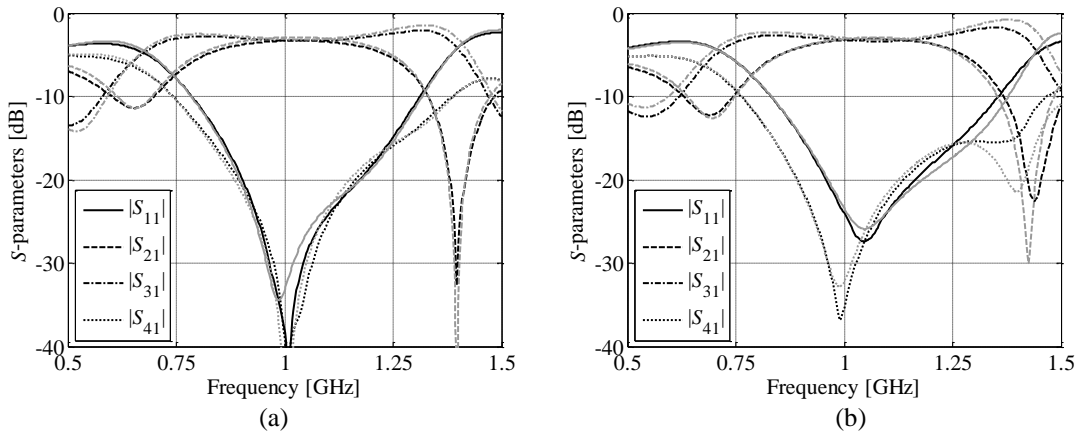 0
-10
-20
-30
-40
S-parameters [dB]
|S11|
|S21|
|S31|
|S41|
0.5 0.75 1 1.25 1.5
Frequency [GHz]
(a)
0
-10
-20
-30
-40
S-parameters [dB]
|S11|
|S21|
|S31|
|S41|
0.5 0.75 1 1.25 1.5
Frequency [GHz]
(b)